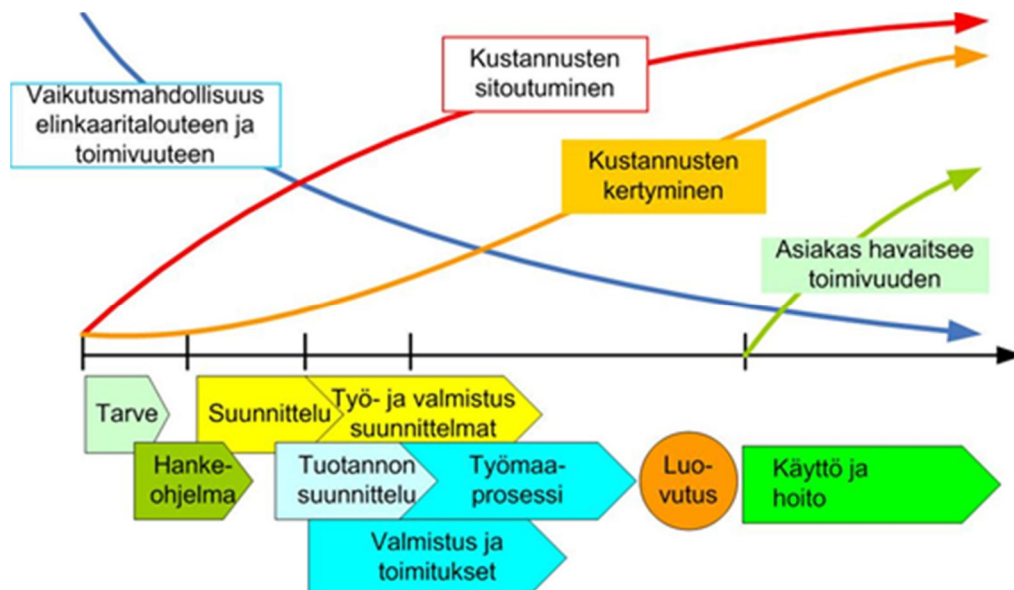 Kustannusten
sitoutuminen
Vaikutusmahdollisuus
elinkaaritalouteen ja
toimivuuteen
Kustannusten
kertyminen
Asiakas havaitsee
toimivuuden
Tarve
Suunnittelu
Työ- ja valmistus
suunnittelmat
Hanke-
ohjelma
Tuotannon
suunnittelu
Työmaa-
prosessi
Luo-
vutus
Käyttö ja
hoito
Valmistus ja
toimitukset